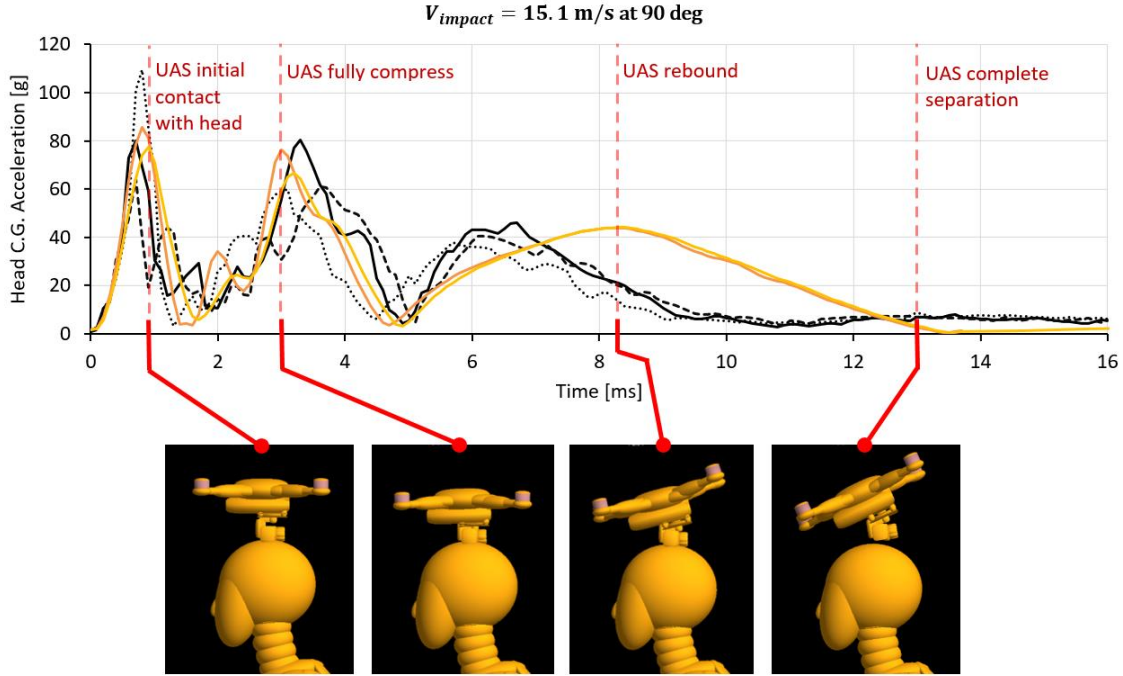 V_impact = 15.1 m/s at 90 deg
Head C.G. Acceleration [g]
120
100
80
60
40
20
0
UAS initial
contact
with head
UAS fully compress
UAS rebound
UAS complete
separation
0 2 4 6 8 10 12 14 16
Time [ms]